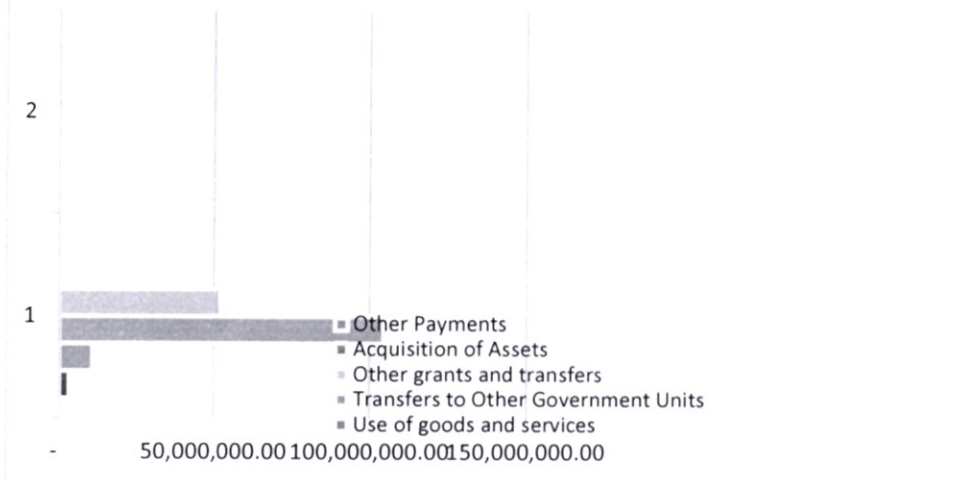 2
1
Other Payments
Acquisition of Assets
Other grants and transfers
Transfers to Other Government Units
Use of goods and services
- 50,000,000.00 100,000,000.00 150,000,000.00